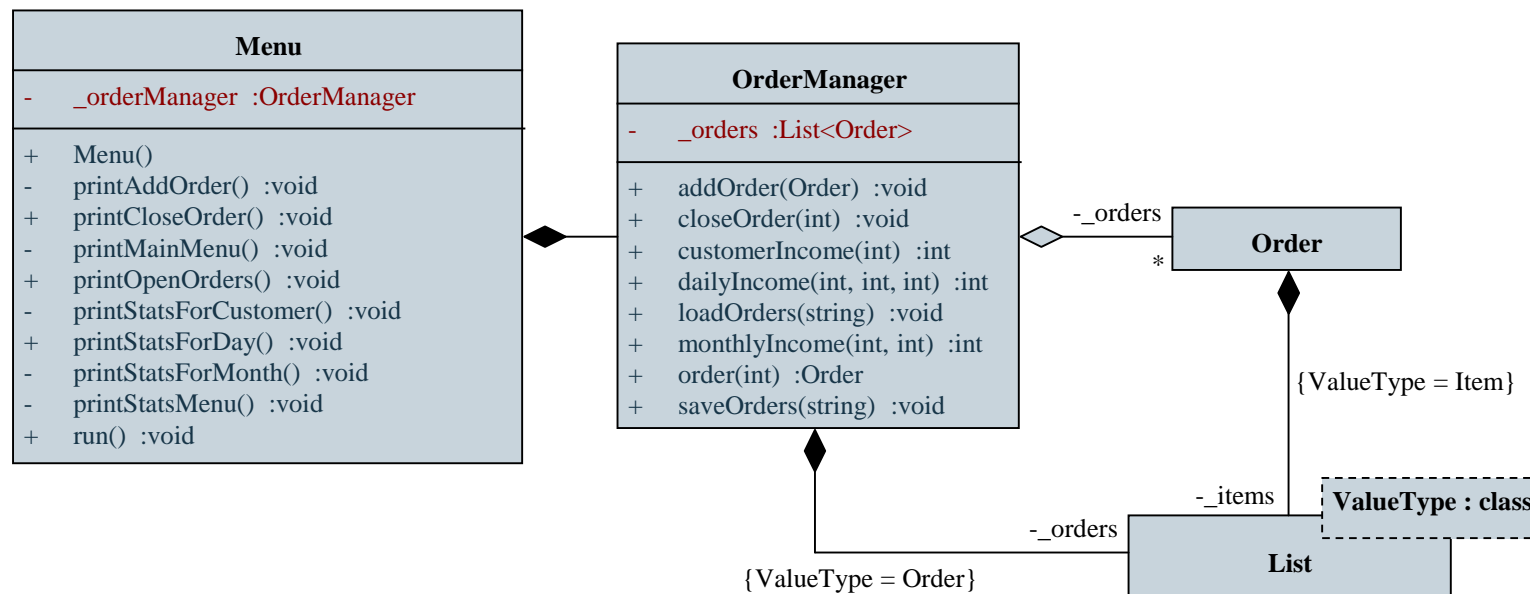 Menu
- _orderManager :OrderManager
+ Menu()
- printAddOrder() :void
+ printCloseOrder() :void
- printMainMenu() :void
+ printOpenOrders() :void
- printStatsForCustomer() :void
+ printStatsForDay() :void
- printStatsForMonth() :void
- printStatsMenu() :void
+ run() :void
OrderManager
- _orders :List<Order>
+ addOrder(Order) :void
+ closeOrder(int) :void
+ customerIncome(int) :int
+ dailyIncome(int, int, int) :int
+ loadOrders(string) :void
+ monthlyIncome(int, int) :int
+ order(int) :Order
+ saveOrders(string) :void
-_orders
*
Order
{ValueType = Item}
-_items
ValueType : class
-_orders
List
{ValueType = Order}